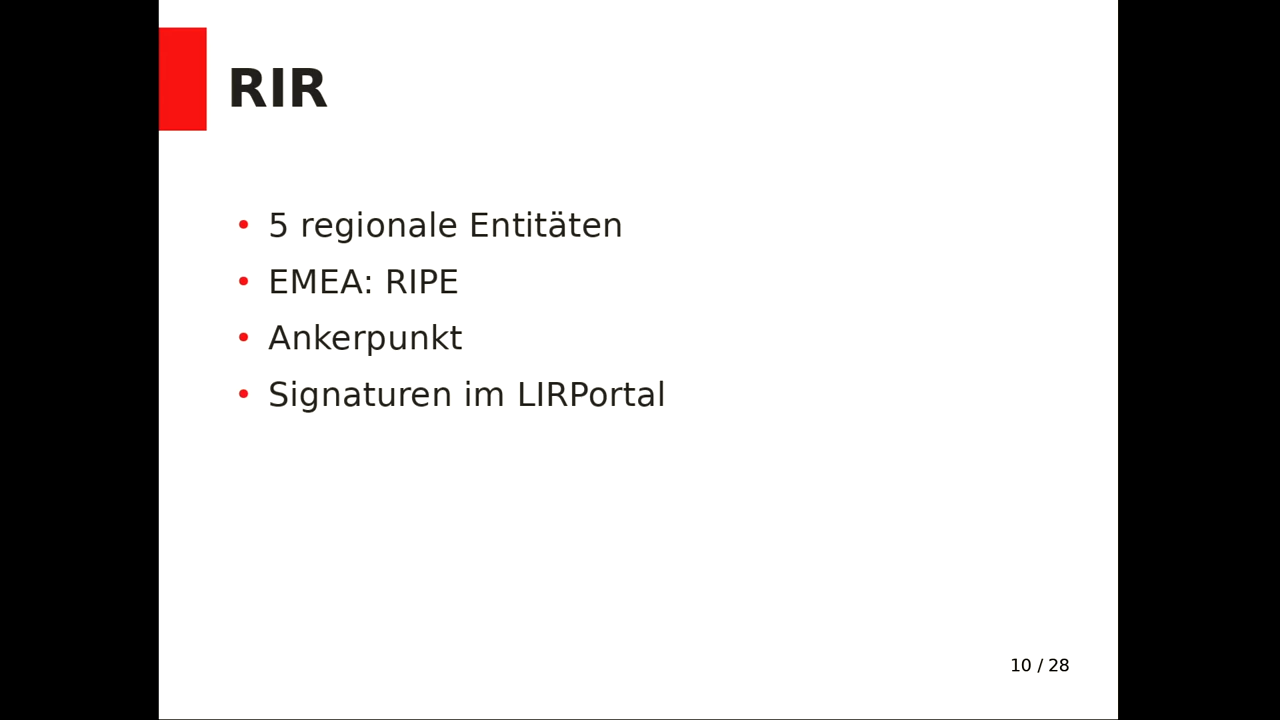 RIR
• 5 regionale Entitäten
• EMEA: RIPE
• Ankerpunkt
• Signaturen im LIRPortal
10 / 28